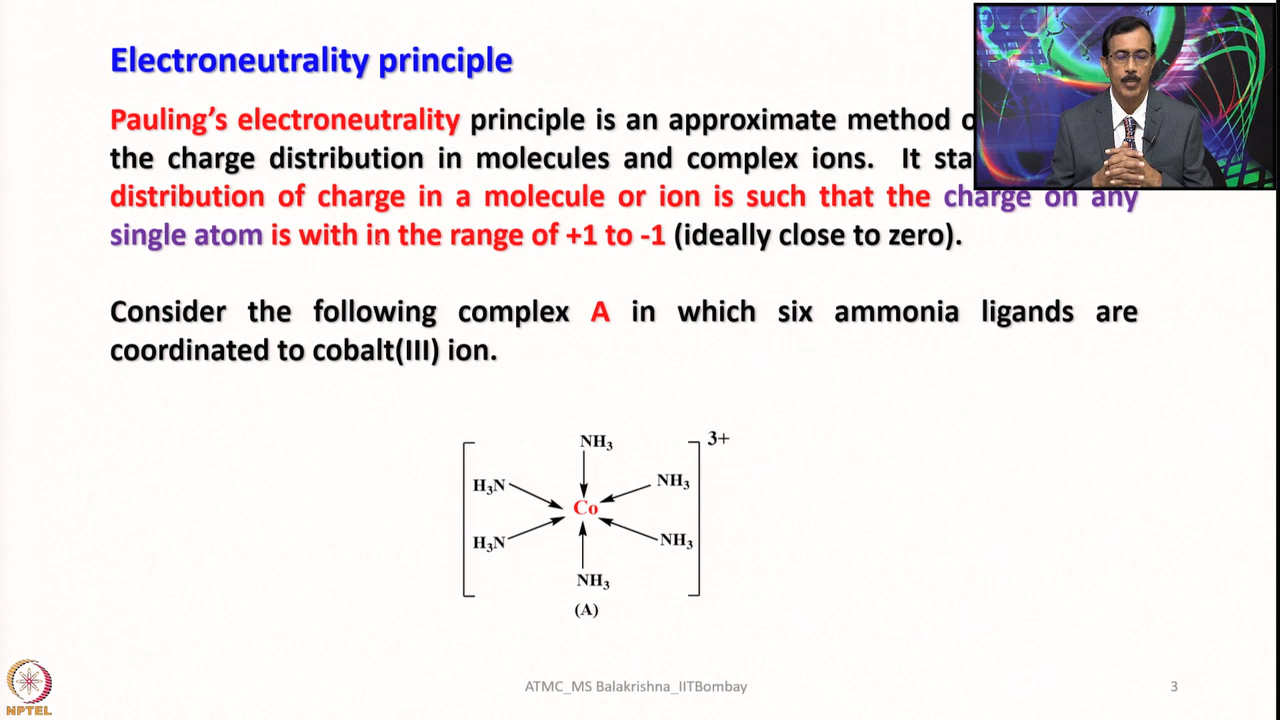 Electroneutrality principle
Pauling's electroneutrality principle is an approximate method
the charge distribution in molecules and complex ions. It
distribution of charge in a molecule or ion is such that the charge on any
single atom is with in the range of +1 to -1 (ideally close to zero).
Consider the following complex A in which six ammonia ligands are
coordinated to cobalt(III) ion.
3+
NH3
H3N NH3
Co
H3N NH3
NH3
(A)
NPTEL
ATMC_MS Balakrishna_IITBombay
3